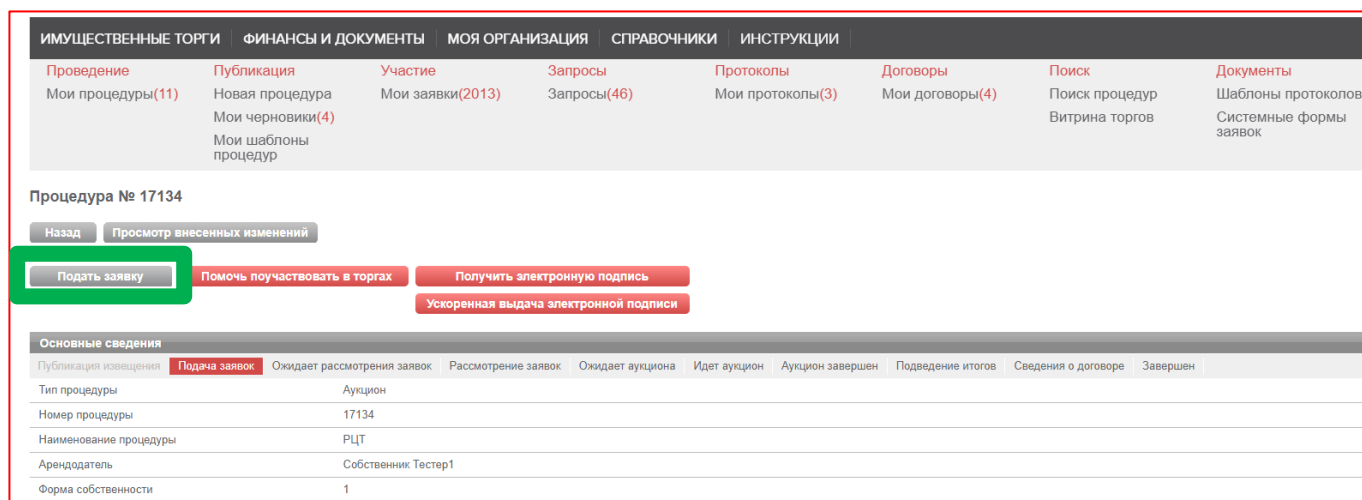 ИМУЩЕСТВЕННЫЕ ТОРГИ ФИНАНСЫ И ДОКУМЕНТЫ МОЯ ОРГАНИЗАЦИЯ СПРАВОЧНИКИ ИНСТРУКЦИИ
Проведение Публикация Участие Запросы Протоколы Договоры Поиск Документы
Мои процедуры(11) Новая процедура Мои заявки(2013) Запросы(46) Мои протоколы(3) Мои договоры(4) Поиск процедур Шаблоны протоколов
Мои черновики(4) Витрина торгов Системные формы
заявок
Мои шаблоны
процедур
Процедура № 17134
Назад Просмотр внесенных изменений
Подать заявку Помочь поучаствовать в торгах Получить электронную подпись
Ускоренная выдача электронной подписи
Основные сведения
Публикация извещения Подача заявок Ожидает рассмотрения заявок Рассмотрение заявок Ожидает аукциона Идет аукцион Аукцион завершен Подведение итогов Сведения о договоре Завершен
Тип процедуры Аукцион
Номер процедуры 17134
Наименование процедуры РЦТ
Арендодатель Собственник Тестер1
Форма собственности 1